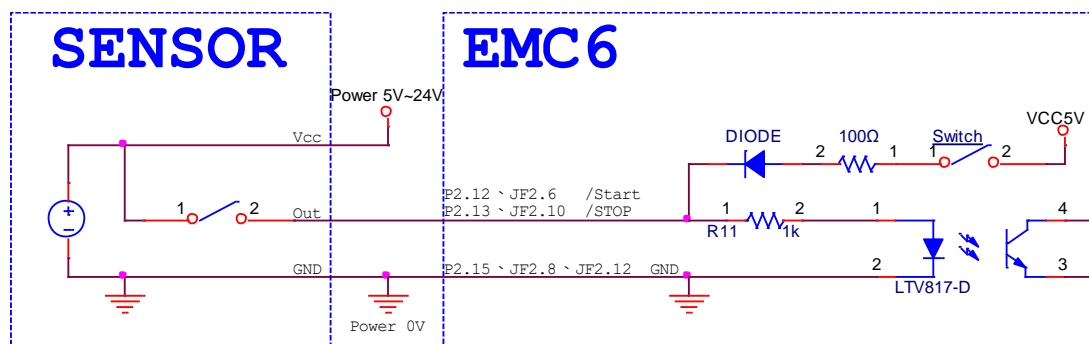 SENSOR
EMC6
Power 5V~24V
VCC5V
Vcc
DIODE
100Ω
Switch
2
1
1
2
P2.12、JF2.6 /Start
1
2
Out
P2.13、JF2.10 /STOP
1
2
1
4
R11
1k
GND
P2.15、JF2.8、JF2.12 GND
2
3
LTV817-D
Power 0V